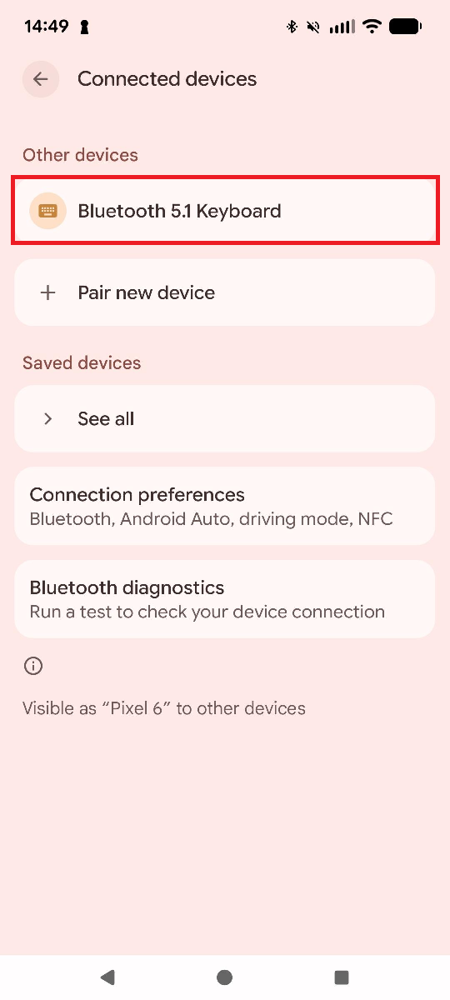 14:49
Connected devices
Other devices
Bluetooth 5.1 Keyboard
Pair new device
Saved devices
See all
Connection preferences
Bluetooth, Android Auto, driving mode, NFC
Bluetooth diagnostics
Run a test to check your device connection
Visible as “Pixel 6” to other devices